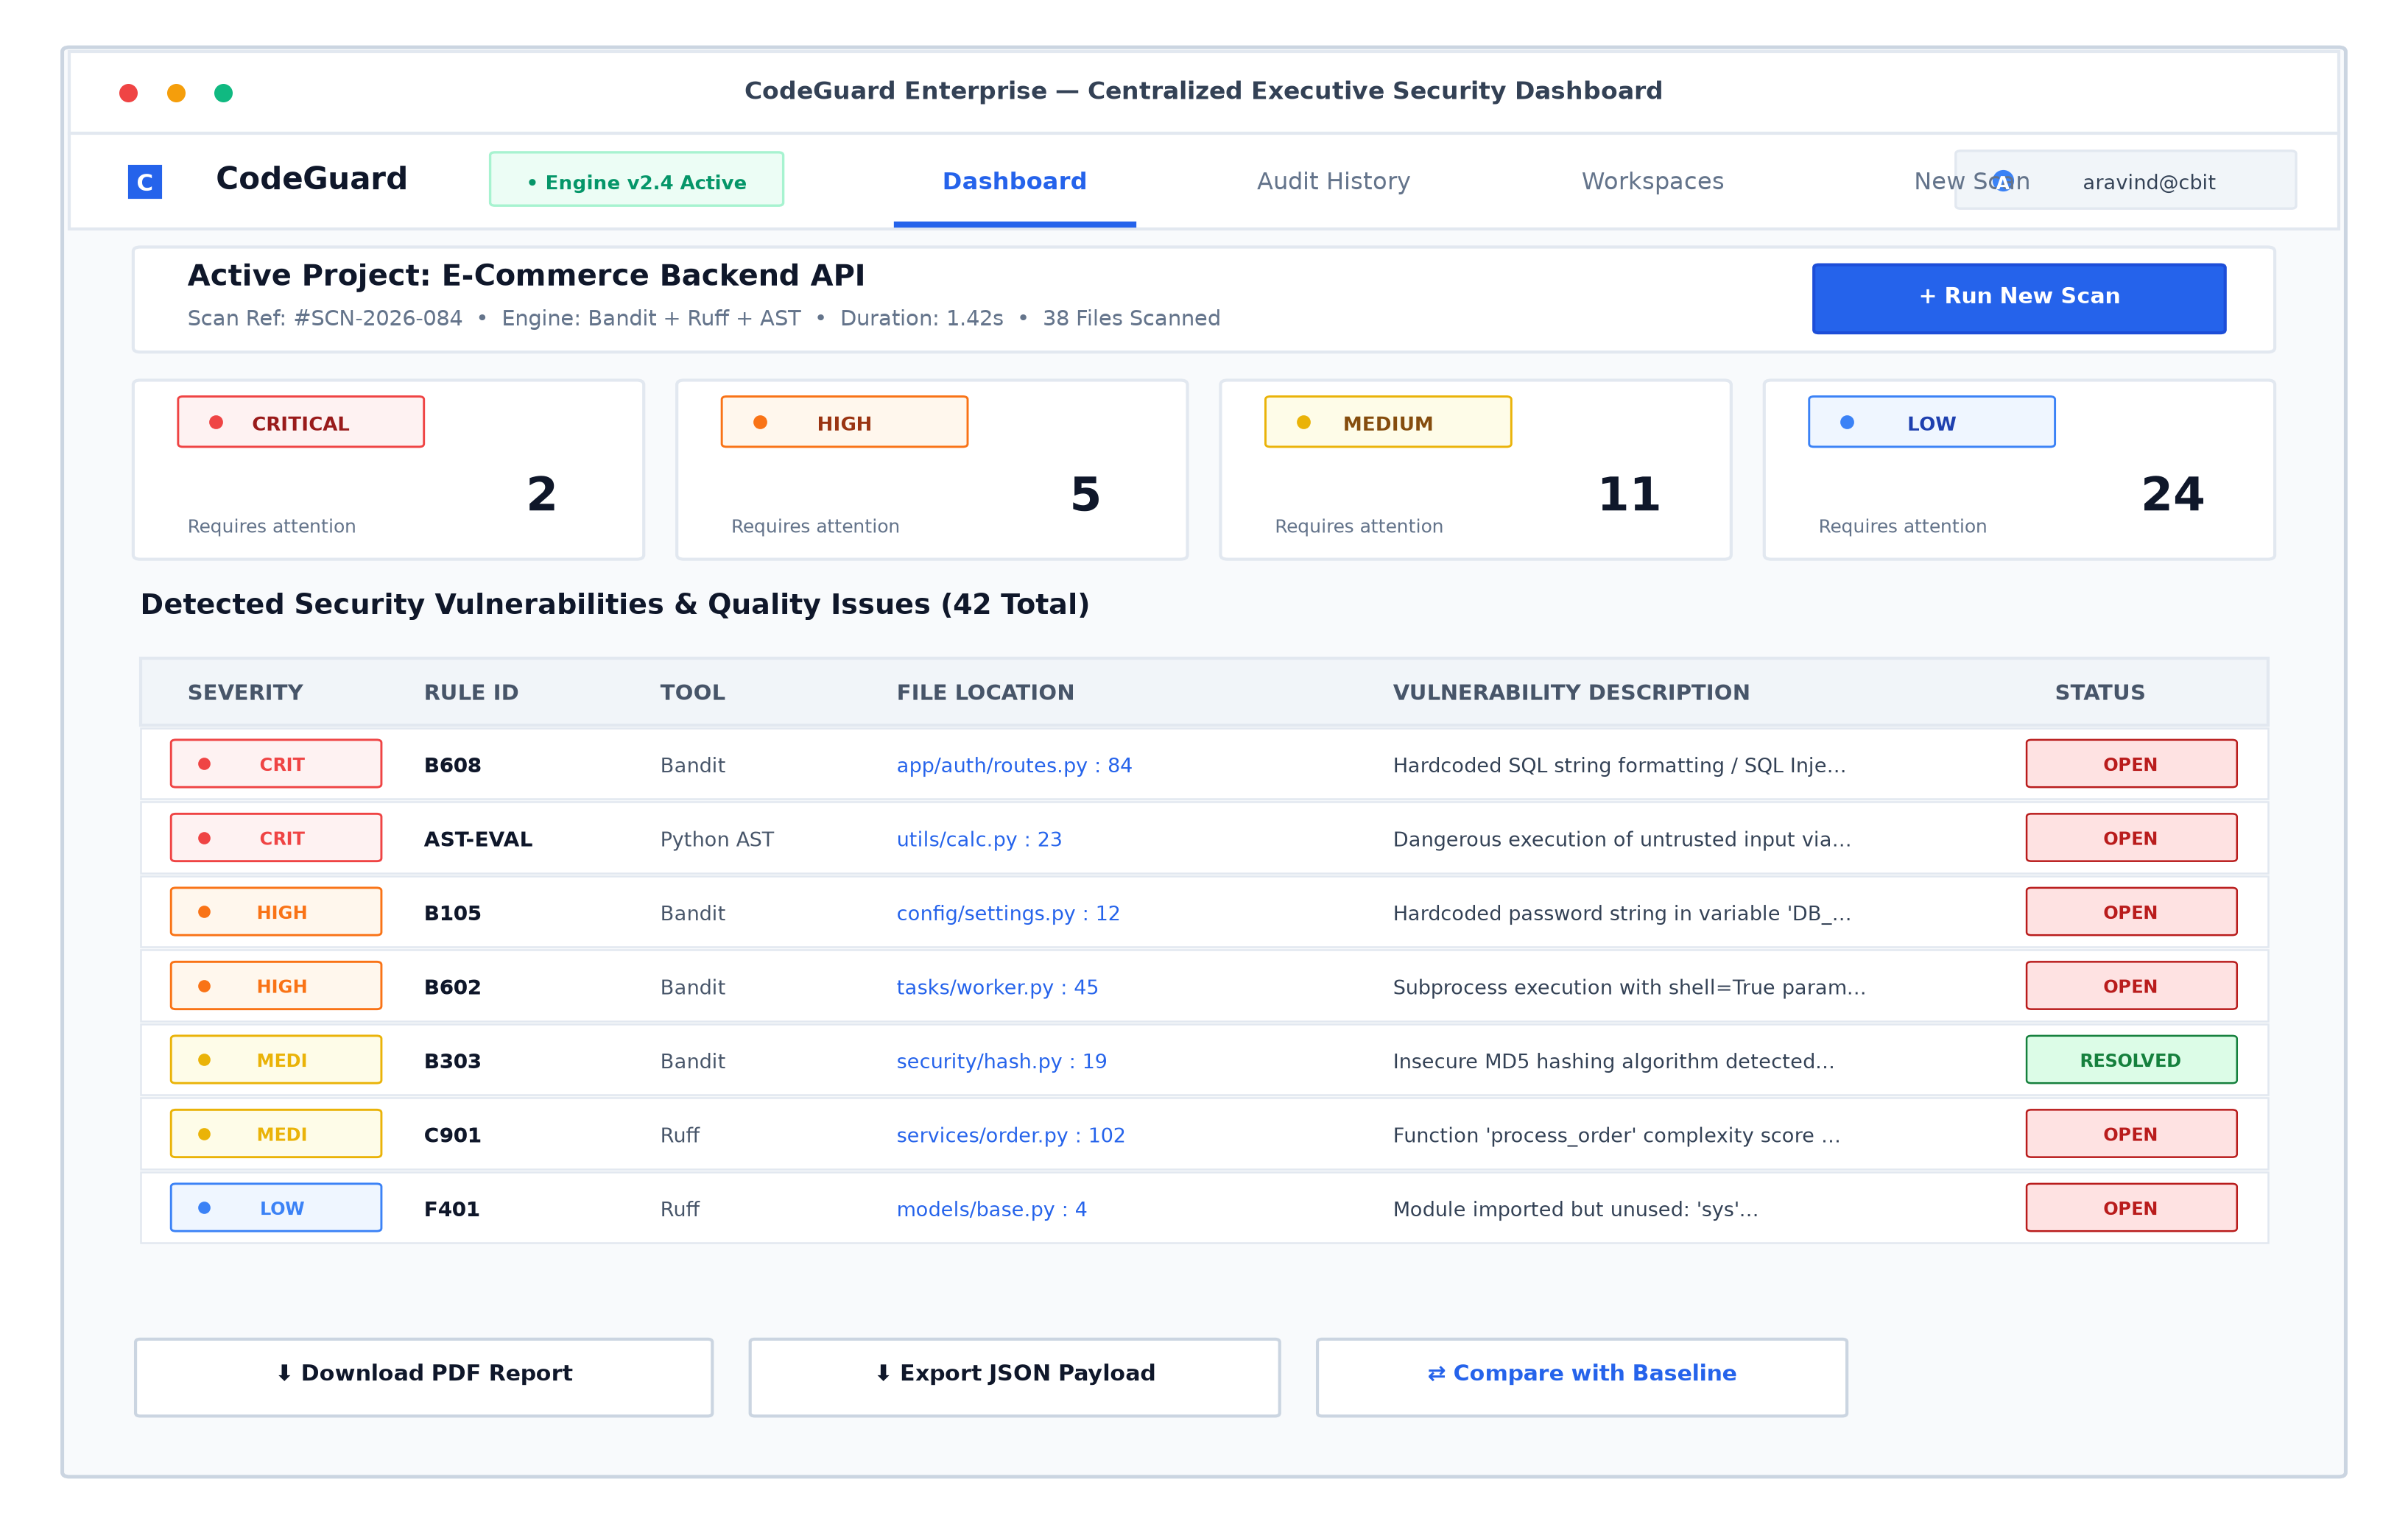 CodeGuard Enterprise — Centralized Executive Security Dashboard
C CodeGuard • Engine v2.4 Active Dashboard Audit History Workspaces New Scan A aravind@cbit
Active Project: E-Commerce Backend API
+ Run New Scan
Scan Ref: #SCN-2026-084 • Engine: Bandit + Ruff + AST • Duration: 1.42s • 38 Files Scanned
CRITICAL HIGH MEDIUM LOW
2 5 11 24
Requires attention Requires attention Requires attention Requires attention
Detected Security Vulnerabilities & Quality Issues (42 Total)
SEVERITY RULE ID TOOL FILE LOCATION VULNERABILITY DESCRIPTION STATUS
CRIT B608 Bandit app/auth/routes.py : 84 Hardcoded SQL string formatting / SQL Inje... OPEN
CRIT AST-EVAL Python AST utils/calc.py : 23 Dangerous execution of untrusted input via... OPEN
HIGH B105 Bandit config/settings.py : 12 Hardcoded password string in variable 'DB_... OPEN
HIGH B602 Bandit tasks/worker.py : 45 Subprocess execution with shell=True param... OPEN
MEDI B303 Bandit security/hash.py : 19 Insecure MD5 hashing algorithm detected... RESOLVED
MEDI C901 Ruff services/order.py : 102 Function 'process_order' complexity score ... OPEN
LOW F401 Ruff models/base.py : 4 Module imported but unused: 'sys'... OPEN
⬇ Download PDF Report ⬇ Export JSON Payload ⇄ Compare with Baseline